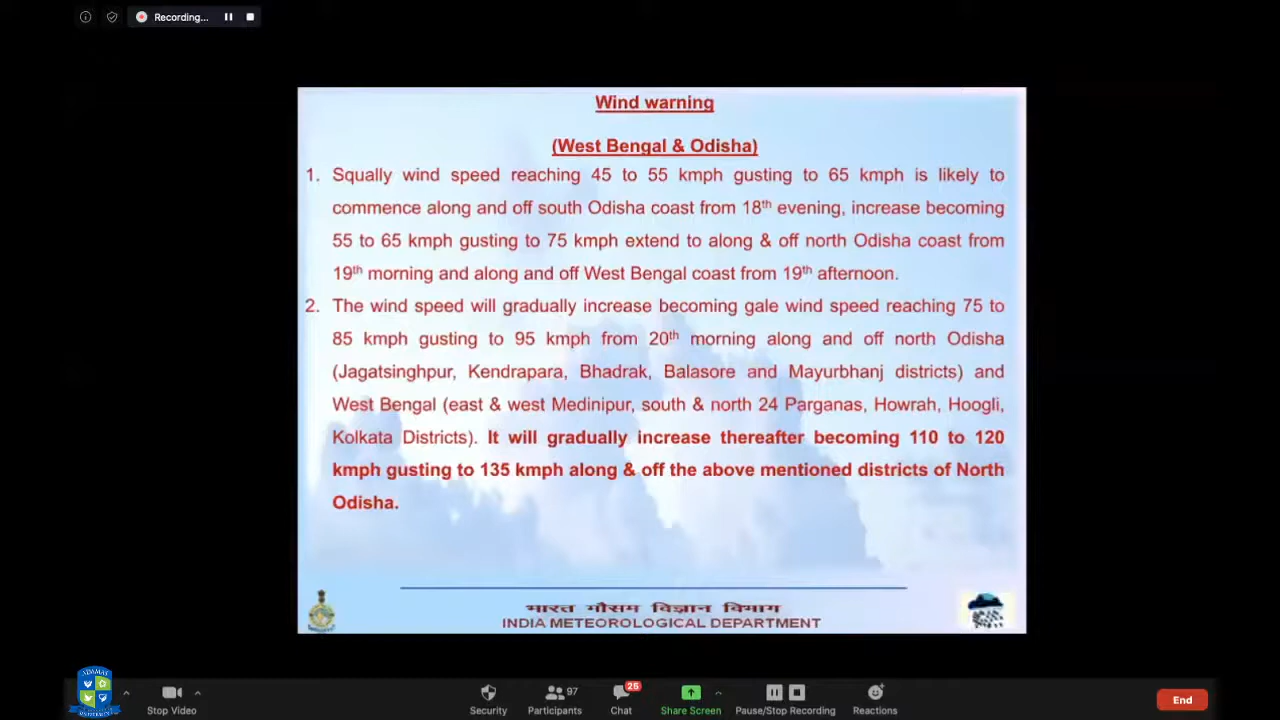 Recording...
Wind warning
(West Bengal & Odisha)
1. Squally wind speed reaching 45 to 55 kmph gusting to 65 kmph is likely to
commence along and off south Odisha coast from 18th evening, increase becoming
55 to 65 kmph gusting to 75 kmph extend to along & off north Odisha coast from
19th morning and along and off West Bengal coast from 19th afternoon.
2. The wind speed will gradually increase becoming gale wind speed reaching 75 to
85 kmph gusting to 95 kmph from 20th morning along and off north Odisha
(Jagatsinghpur, Kendrapara, Bhadrak, Balasore and Mayurbhanj districts) and
West Bengal (east & west Medinipur, south & north 24 Parganas, Howrah, Hoogli,
Kolkata Districts). It will gradually increase thereafter becoming 110 to 120
kmph gusting to 135 kmph along & off the above mentioned districts of North
Odisha.
भारत मौसम विज्ञान विभाग
INDIA METEOROLOGICAL DEPARTMENT
97
25
Stop Video
Security
Participants
Chat
Share Screen
Pause/Stop Recording
Reactions
End